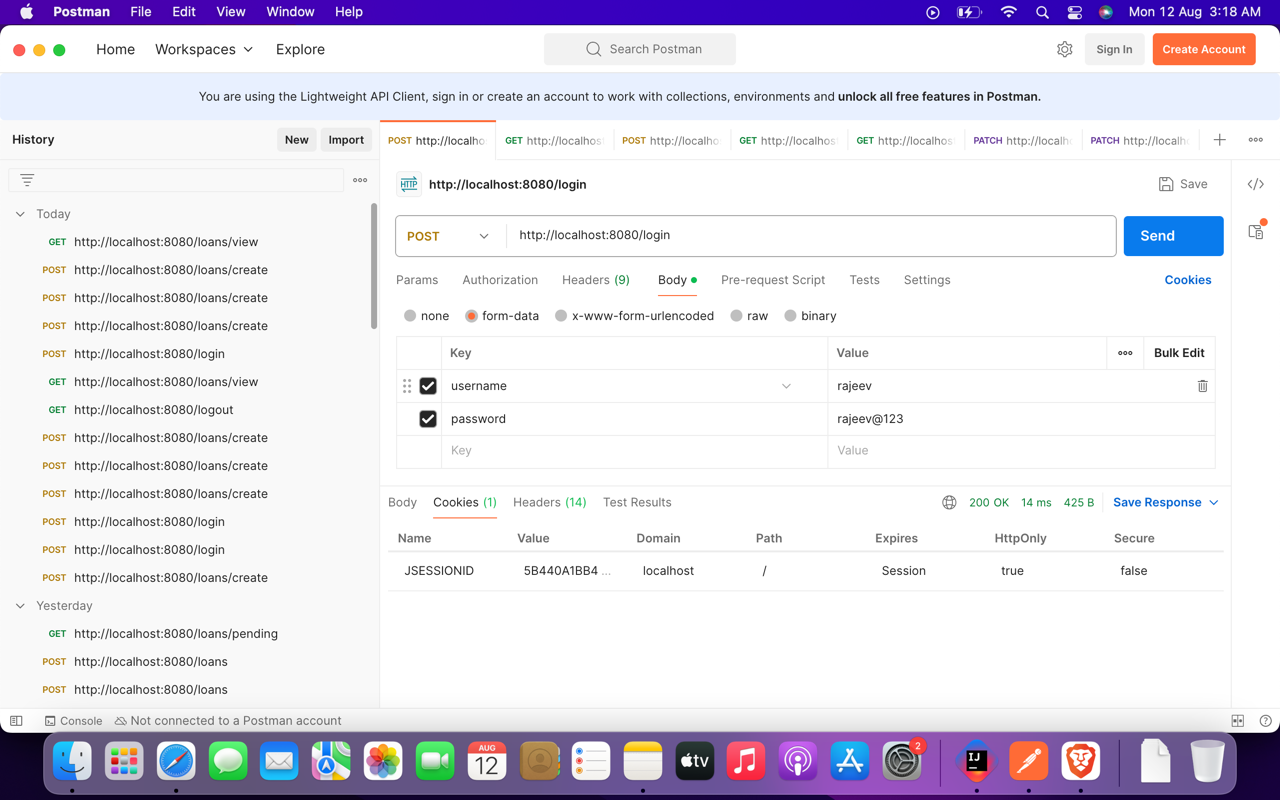 Postman File Edit View Window Help Mon 12 Aug 3:18 AM
Home Workspaces Explore Search Postman Sign In Create Account
You are using the Lightweight API Client, sign in or create an account to work with collections, environments and unlock all free features in Postman.
History New Import
POST http://localho GET http://localhost POST http://localho GET http://localhost GET http://localhost PATCH http://localh PATCH http://localh
HTTP http://localhost:8080/login Save
Today
GET http://localhost:8080/loans/view
POST http://localhost:8080/loans/create
POST http://localhost:8080/loans/create
POST http://localhost:8080/loans/create
POST http://localhost:8080/login
GET http://localhost:8080/loans/view
GET http://localhost:8080/logout
POST http://localhost:8080/loans/create
POST http://localhost:8080/loans/create
POST http://localhost:8080/loans/create
POST http://localhost:8080/login
POST http://localhost:8080/login
POST http://localhost:8080/loans/create
Yesterday
GET http://localhost:8080/loans/pending
POST http://localhost:8080/loans
POST http://localhost:8080/loans
POST http://localhost:8080/login Send
Params Authorization Headers (9) Body Pre-request Script Tests Settings Cookies
none form-data x-www-form-urlencoded raw binary
Key Value Bulk Edit
username rajeev
password rajeev@123
Key Value
Body Cookies (1) Headers (14) Test Results 200 OK 14 ms 425 B Save Response
Name Value Domain Path Expires HttpOnly Secure
JSESSIONID 5B440A1BB4 ... localhost / Session true false
Console Not connected to a Postman account
AUG
12
tv
2
IJ